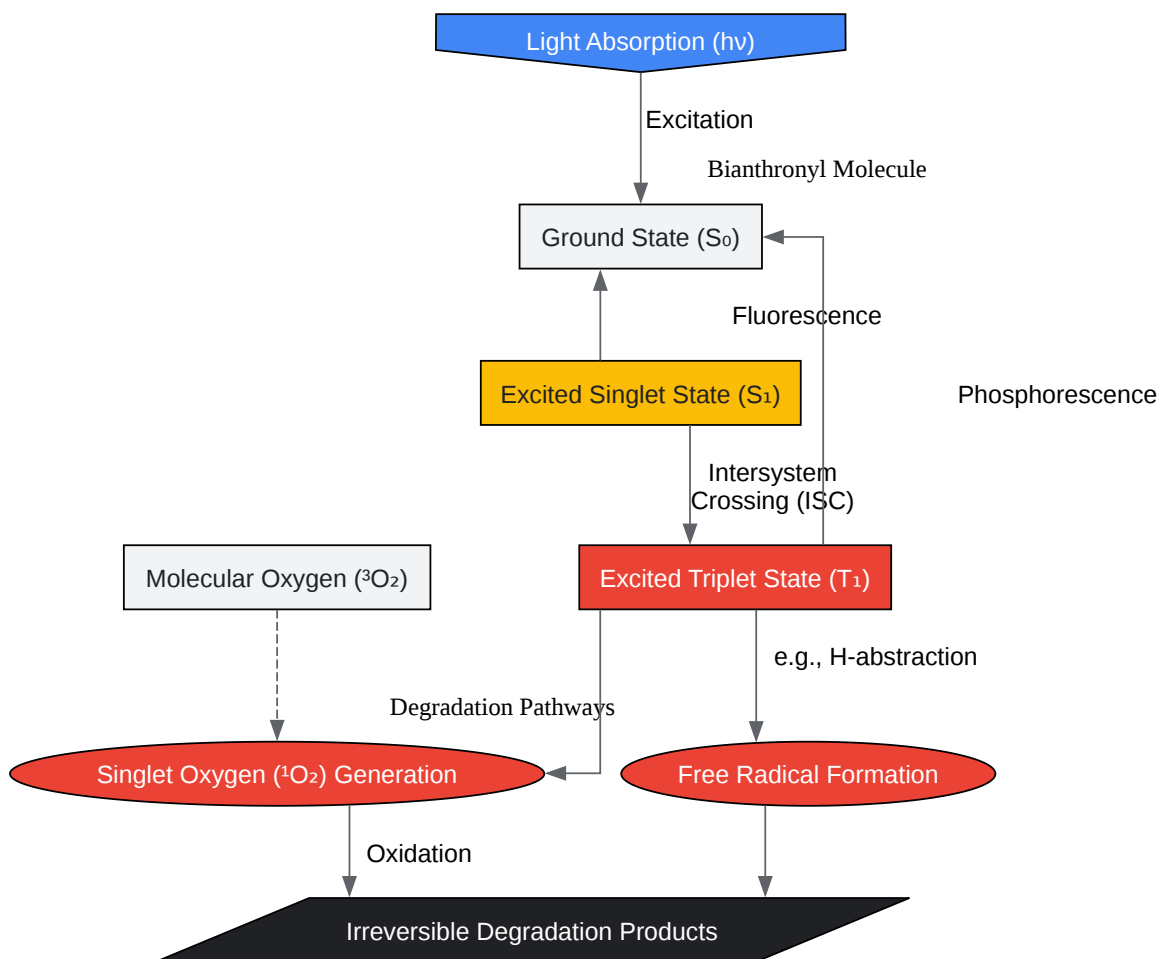 Light Absorption (hν)
Excitation
Bianthronyl Molecule
Ground State (S₀)
Fluorescence
Excited Singlet State (S₁)
Phosphorescence
Intersystem
Crossing (ISC)
Molecular Oxygen (³O₂)
Excited Triplet State (T₁)
e.g., H-abstraction
Degradation Pathways
Singlet Oxygen (¹O₂) Generation
Free Radical Formation
Oxidation
Irreversible Degradation Products